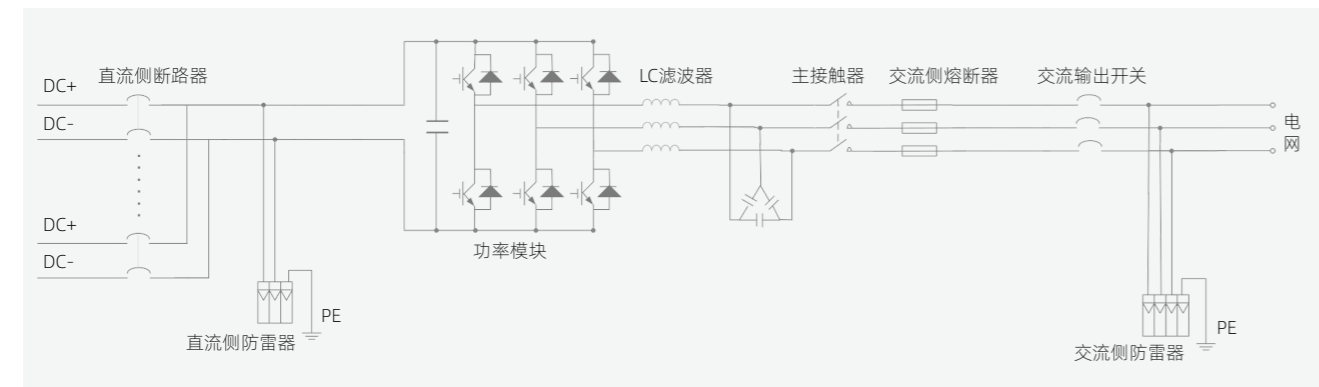 DC+
直流侧断路器
DC-
DC+
DC-
PE
直流侧防雷器
功率模块
LC滤波器
主接触器
交流侧熔断器
交流输出开关
电
网
PE
交流侧防雷器